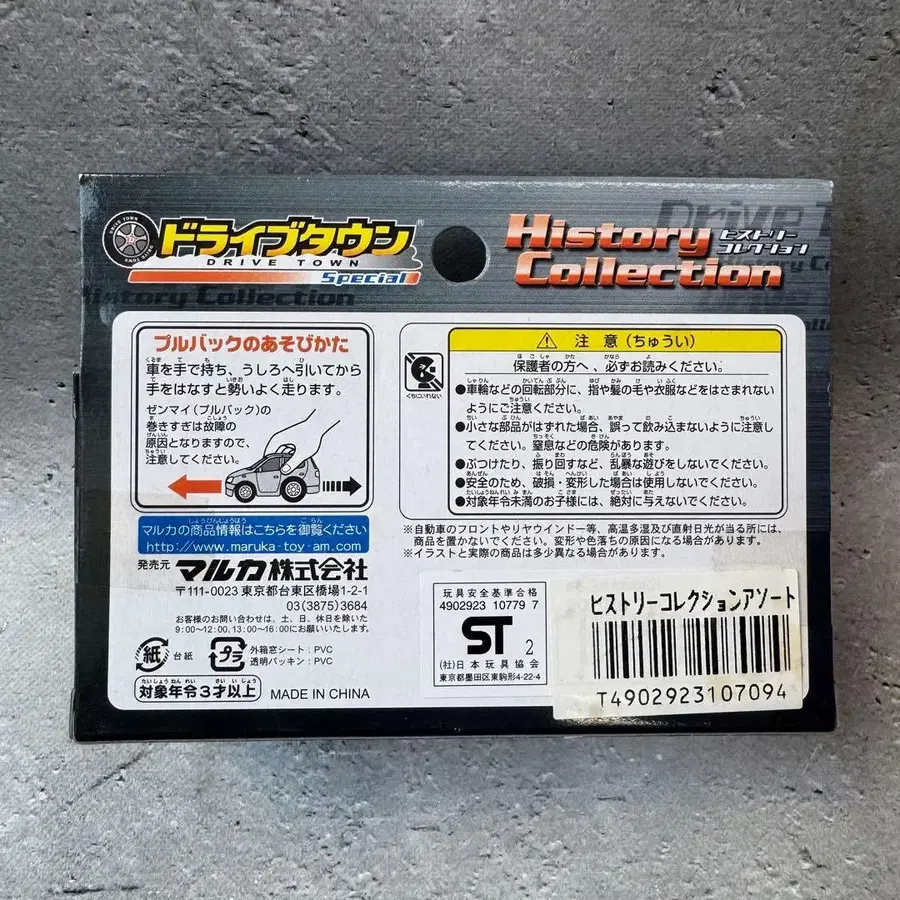 ドライブタウン®
DRIVE TOWN
Special
History
Collection
ヒストリー
コレクション
Drive T
History Collection
プルバックのあそびかた
車を手で持ち、うしろへ引いてから
手をはなすと勢いよく走ります。
ゼンマイ(プルバック)の
巻きすぎは故障の
原因となりますので、
注意してください。
マルカの商品情報はこちらを御覧ください
http://www.maruka-toy-am.com
発売元 マルカ株式会社
〒111-0023 東京都台東区橋場1-2-1
03(3875)3684
お客様のお問い合わせは、土、日、休日を除いた
9:00~12:00、13:00~16:00にお願いします。
紙 台紙
プラ 外箱窓シート:PVC
透明パッキン:PVC
対象年令3才以上
MADE IN CHINA
くちにいれない
⚠ 注意(ちゅうい)
保護者の方へ、必ずお読みください。
●車輪などの回転部分に、指や髪の毛や衣服などをはさまれない
ようにご注意ください。
●小さな部品がはずれた場合、誤って飲み込まないように注意し
てください。窒息などの危険があります。
●ぶつけたり、振り回すなど、乱暴な遊びをしないでください。
●安全のため、破損・変形した場合は使用しないでください。
●対象年令未満のお子様には、絶対に与えないでください。
※自動車のフロントやリヤウインドー等、高温多湿及び直射日光が当る所には、
商品を置かないでください。変形や色落ちの原因になる場合があります。
※イラストと実際の商品は多少異なる場合があります。
玩具安全基準合格
4902923 10779 7
ST 2
(社)日本玩具協会
東京都墨田区東駒形4-22-4
ヒストリーコレクションアソート
T4902923107094